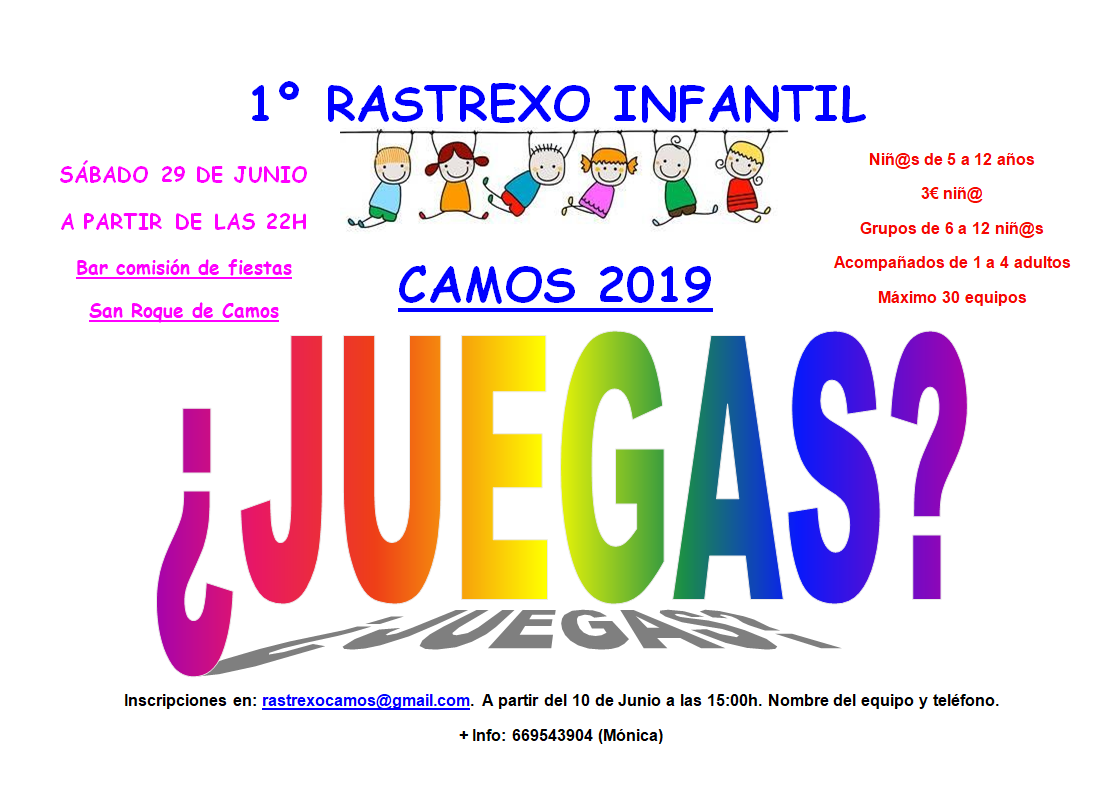 1º RASTREXO INFANTIL
SÁBADO 29 DE JUNIO
A PARTIR DE LAS 22H
Bar comisión de fiestas
San Roque de Camos
Niñ@s de 5 a 12 años
3€ niñ@
Grupos de 6 a 12 niñ@s
Acompañados de 1 a 4 adultos
Máximo 30 equipos
CAMOS 2019
¿JUEGAS?
Inscripciones en: rastrexocamos@gmail.com. A partir del 10 de Junio a las 15:00h. Nombre del equipo y teléfono.
+ Info: 669543904 (Mónica)